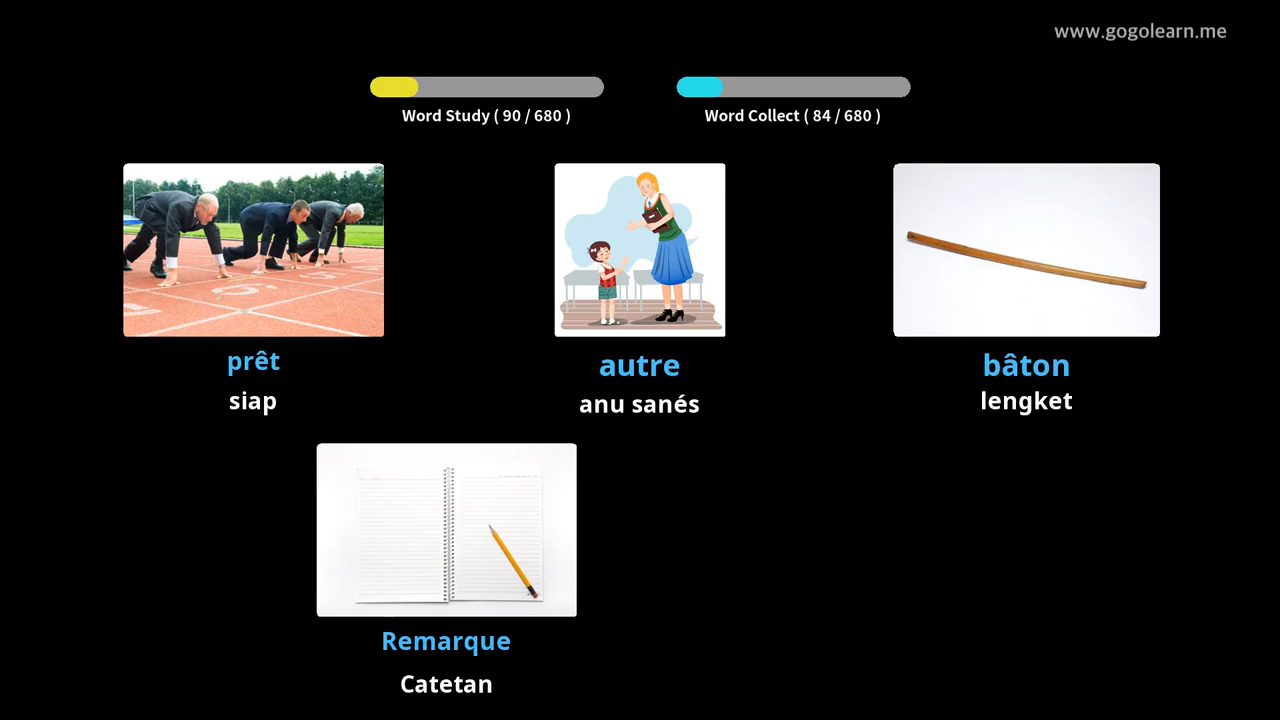 www.gogolearn.me
Word Study ( 90 / 680 )
Word Collect ( 84 / 680 )
prêt
siap
autre
anu sanés
bâton
lengket
Remarque
Catetan